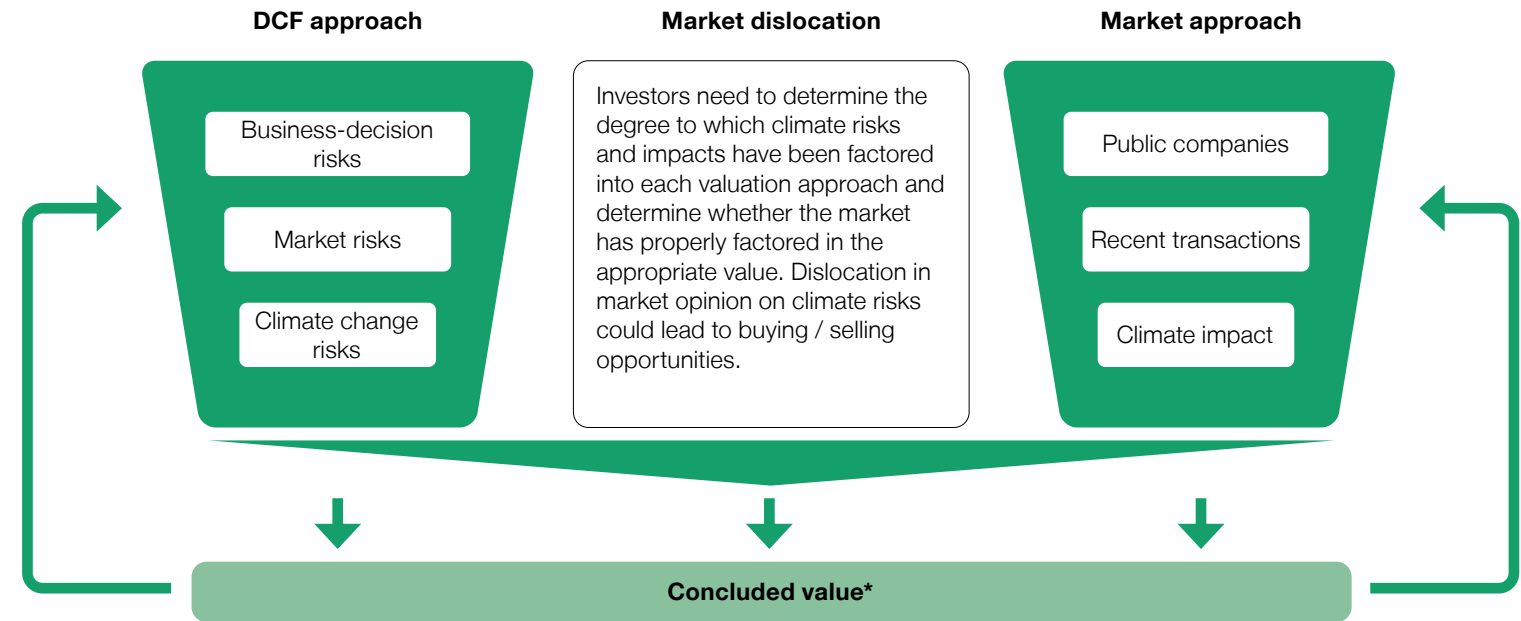 DCF approach
Business-decision
risks
Market risks
Climate change
risks
Market dislocation
Investors need to determine the
degree to which climate risks
and impacts have been factored
into each valuation approach and
determine whether the market
has properly factored in the
appropriate value. Dislocation in
market opinion on climate risks
could lead to buying / selling
opportunities.
Market approach
Public companies
Recent transactions
Climate impact
Concluded value*